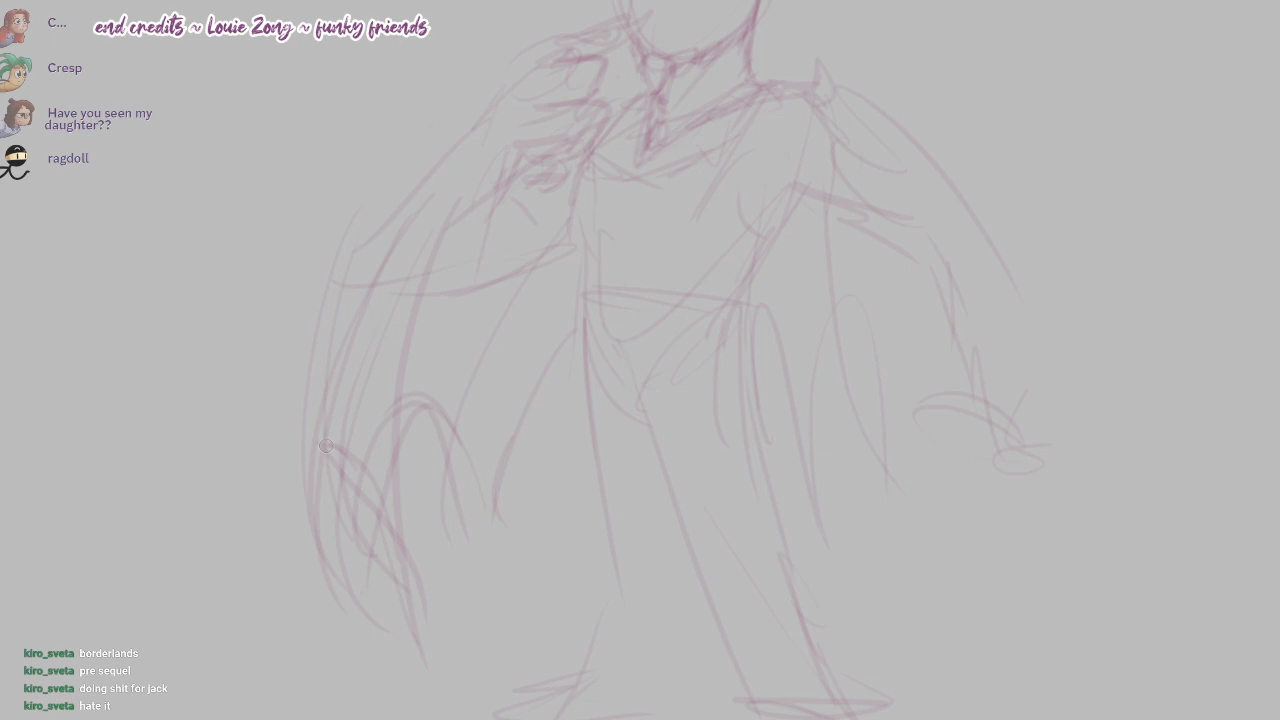 C...
end credits ~ Louie Zong ~ funky friends
Cresp
Have you seen my
daughter??
ragdoll
kiro_sveta borderlands
kiro_sveta pre sequel
kiro_sveta doing shit for jack
kiro_sveta hate it